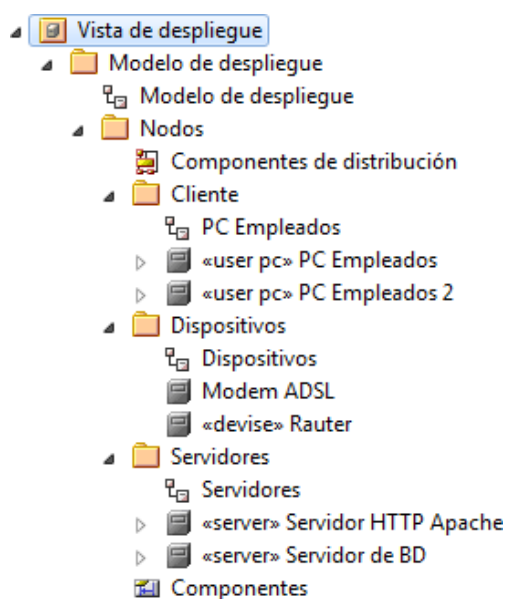 Vista de despliegue
Modelo de despliegue
Modelo de despliegue
Nodos
Componentes de distribución
Cliente
PC Empleados
«user pc» PC Empleados
«user pc» PC Empleados 2
Dispositivos
Dispositivos
Modem ADSL
«devise» Rauter
Servidores
Servidores
«server» Servidor HTTP Apache
«server» Servidor de BD
Componentes